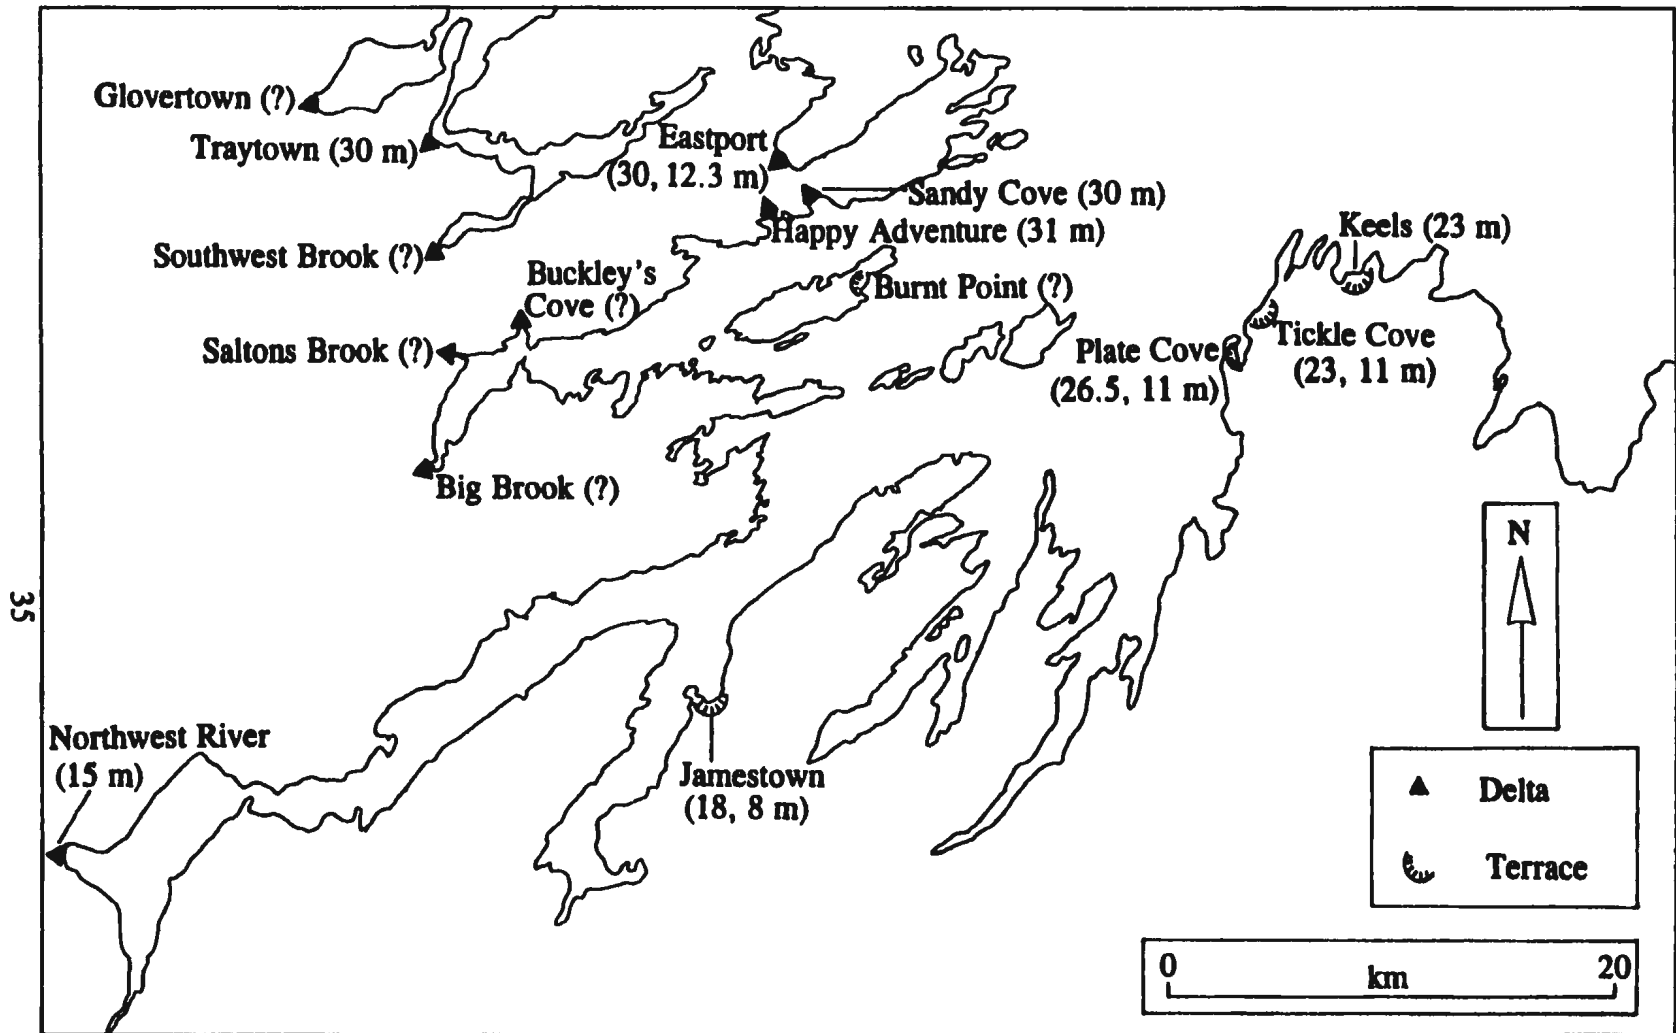 Glovertown (?)
Traytown (30 m)
Eastport
(30, 12.3 m)
Sandy Cove (30 m)
Happy Adventure (31 m)
Keels (23 m)
Southwest Brook (?)
Buckley's
Cove (?)
Burnt Point (?)
Saltons Brook (?)
Plate Cove
(26.5, 11 m)
Tickle Cove
(23, 11 m)
Big Brook (?)
N
35
Northwest River
(15 m)
Jamestown
(18, 8 m)
Delta
Terrace
0 20
km